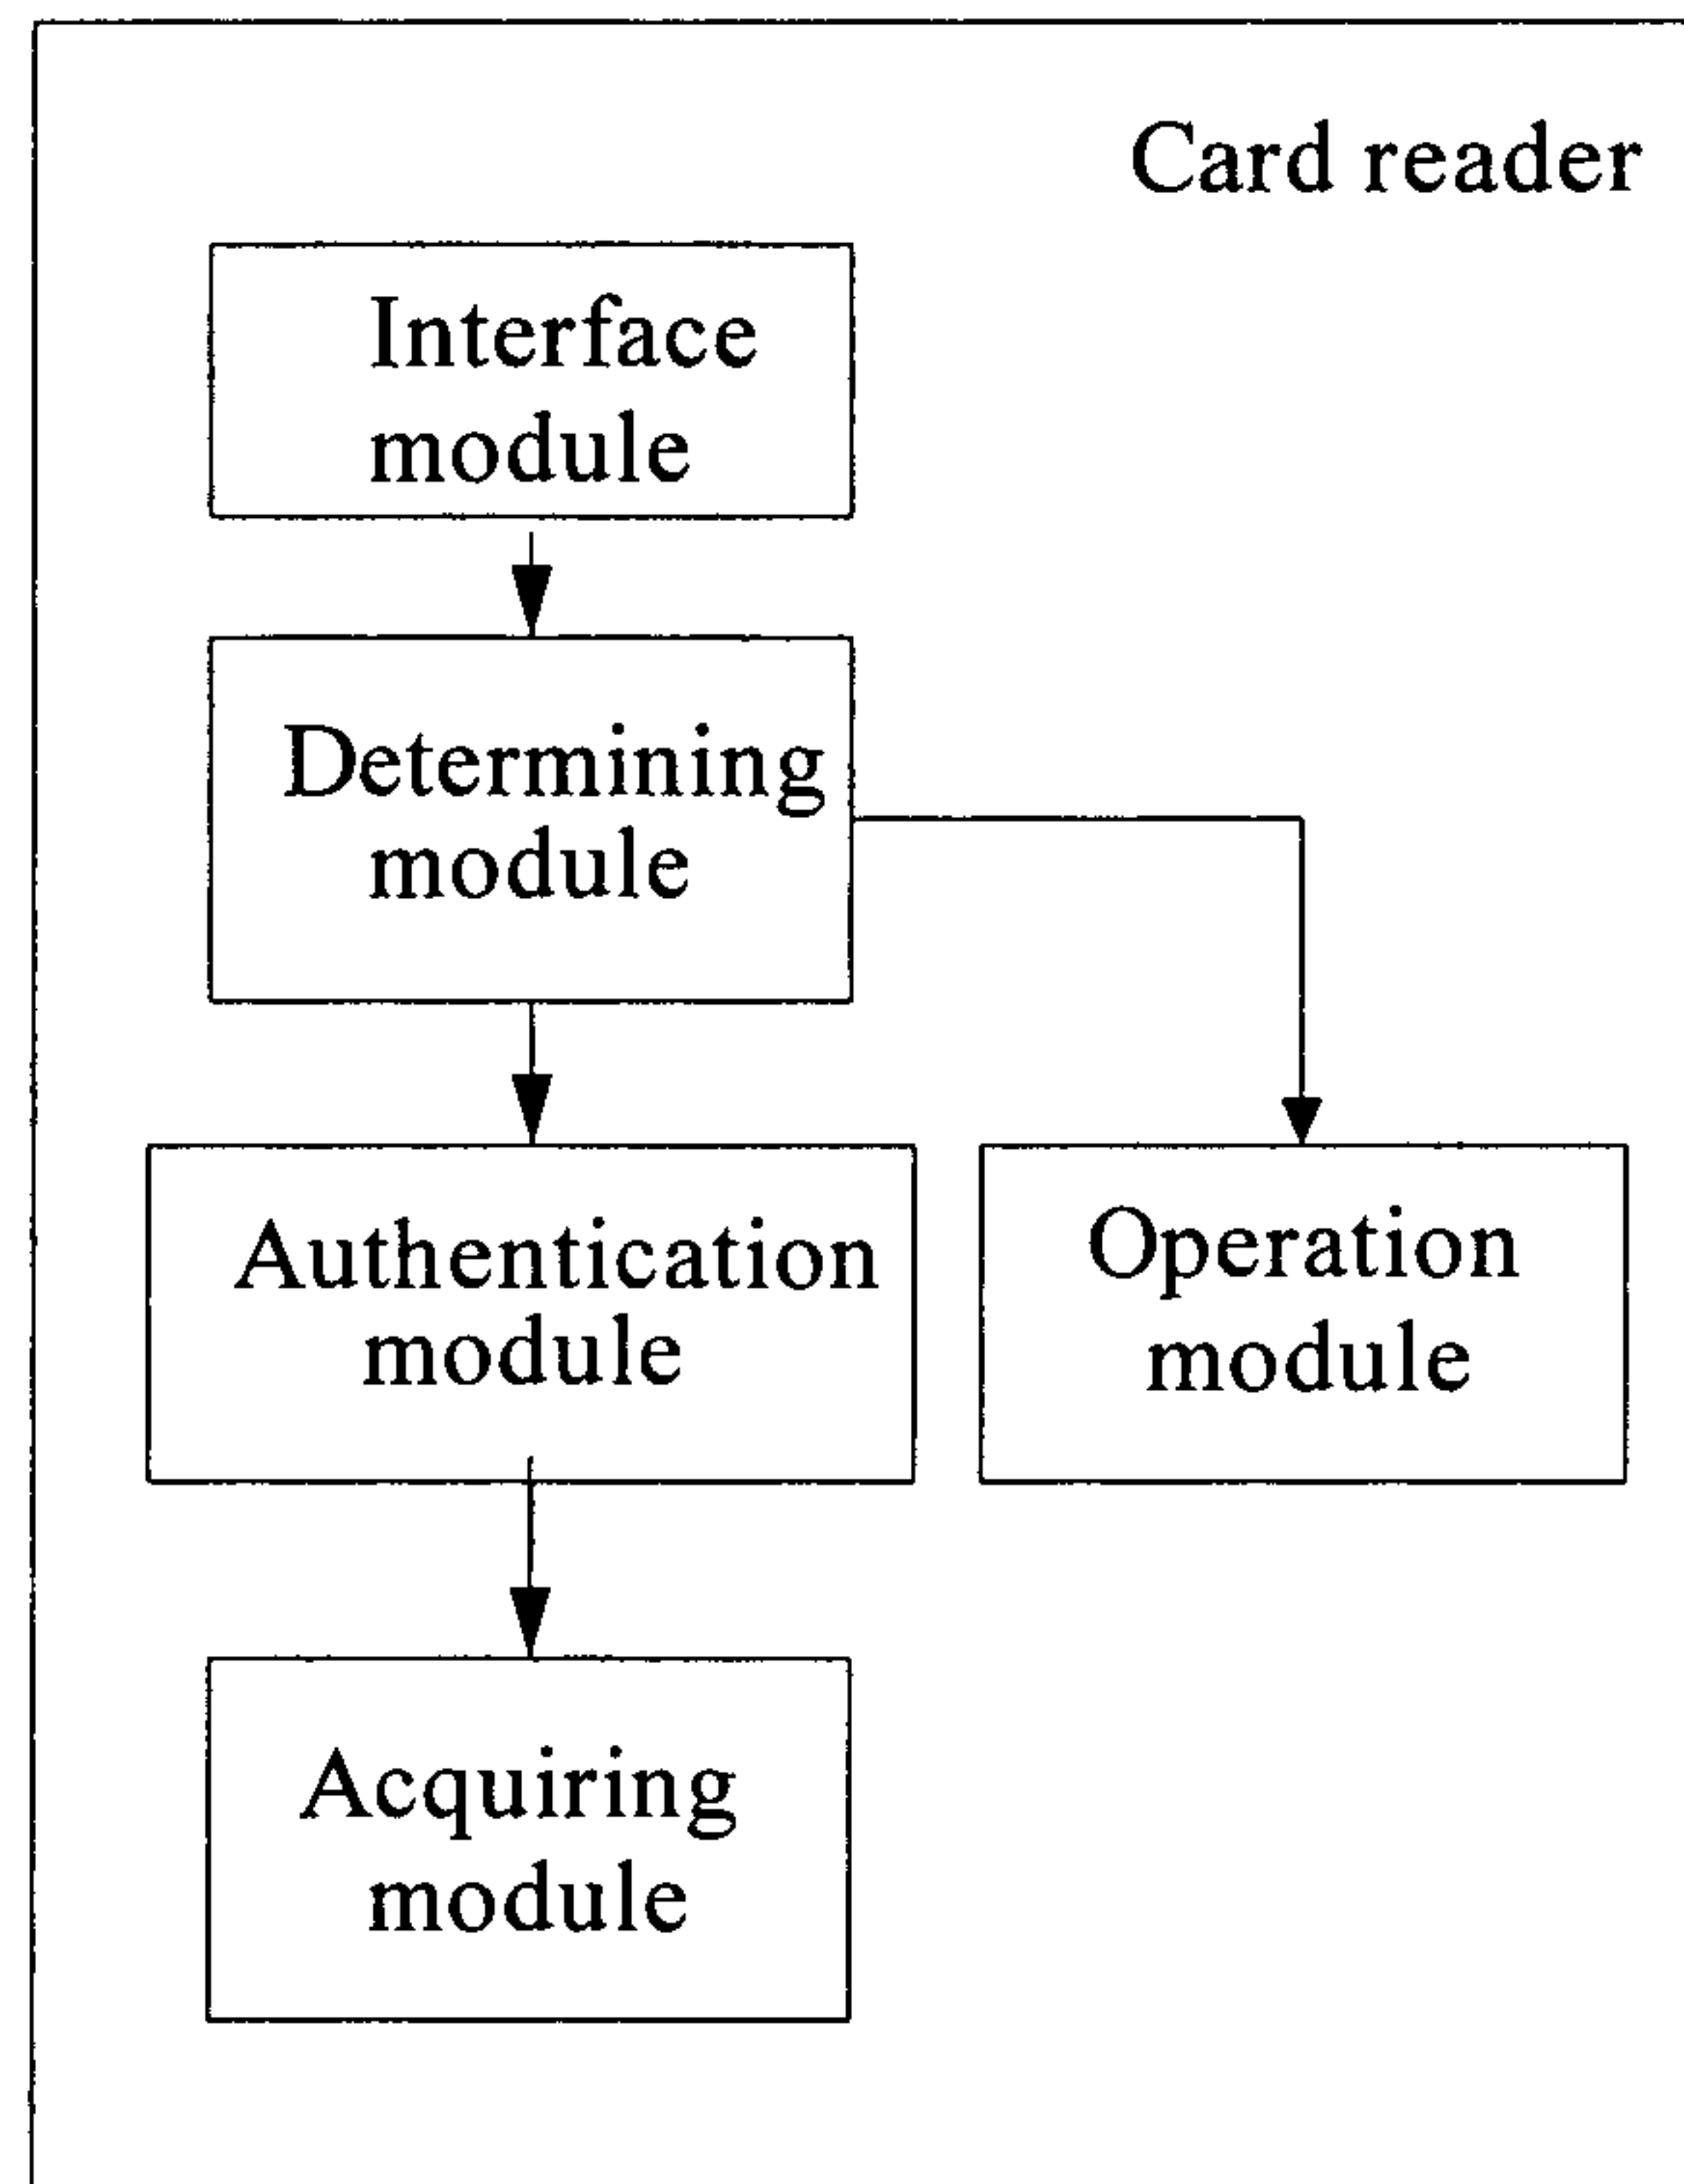 Card reader
Interface
module
Determining
module
Authentication
module
Operation
module
Acquiring
module